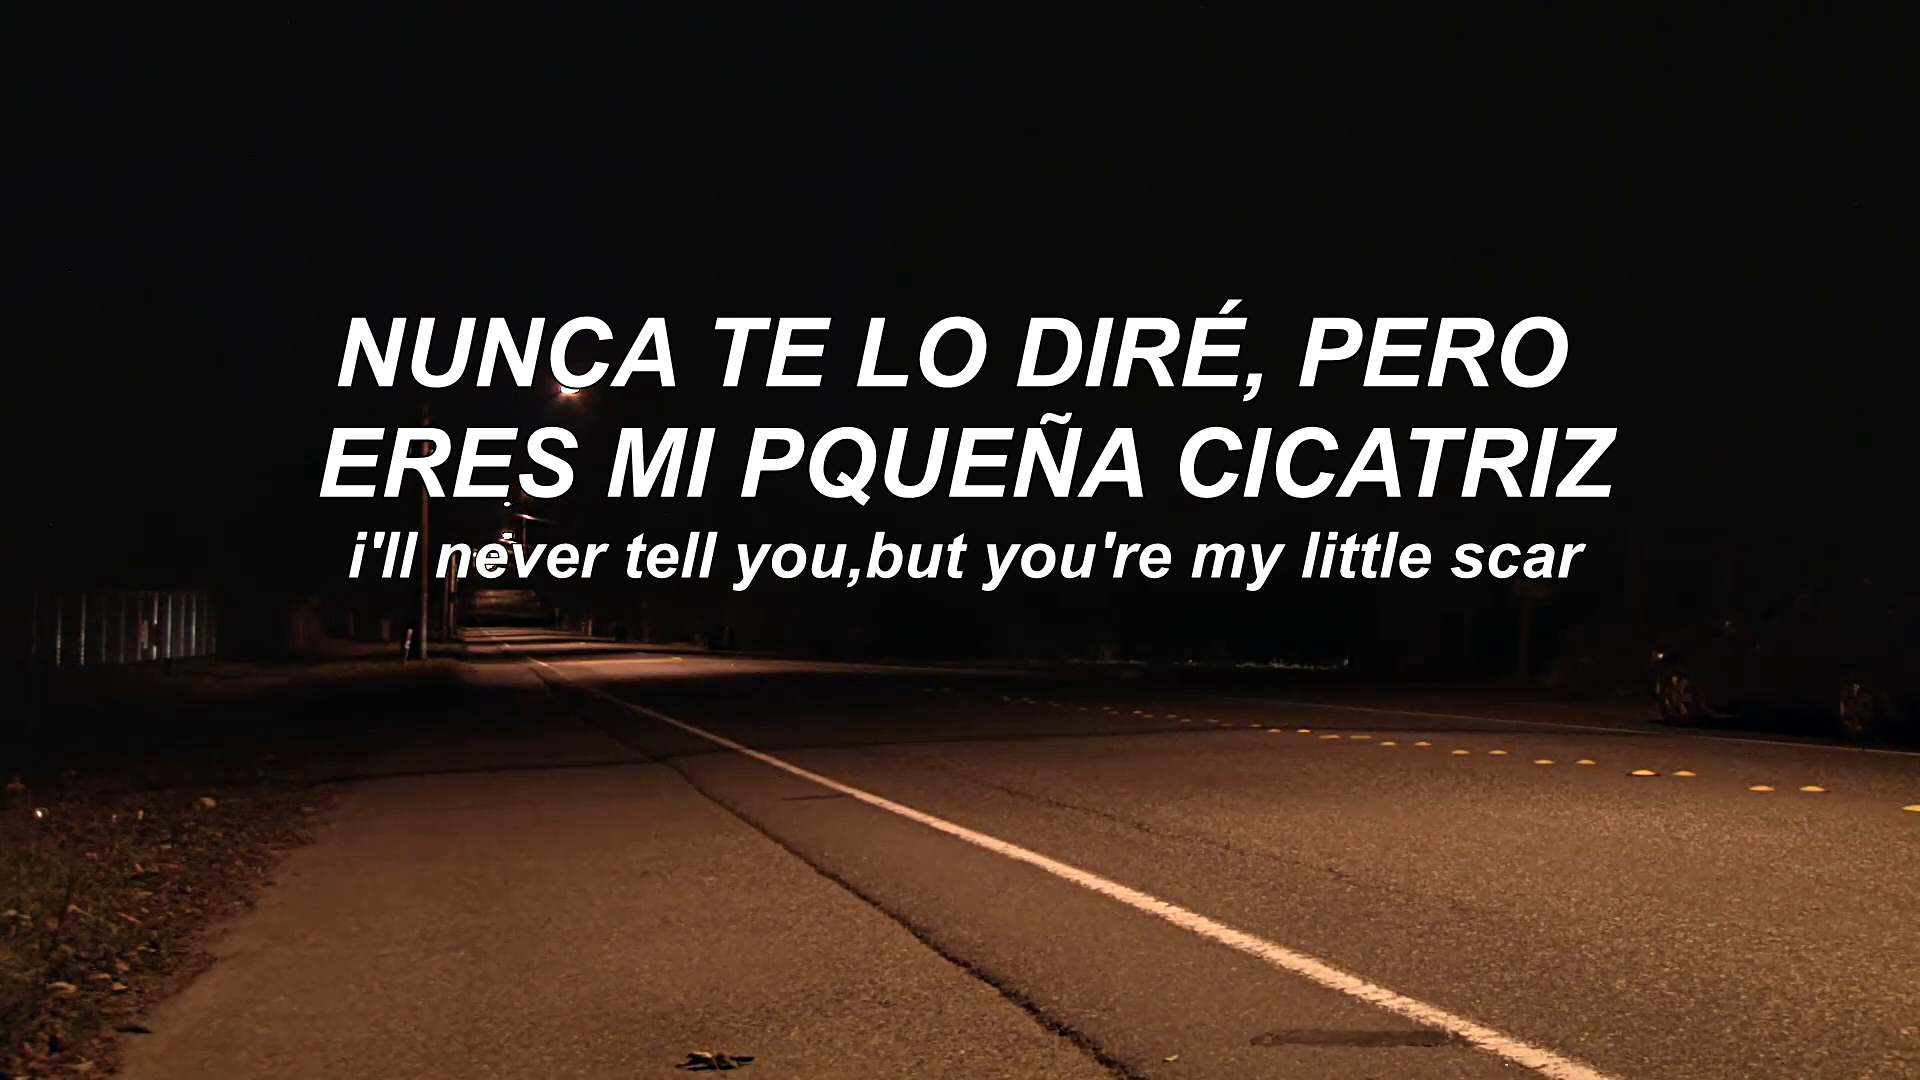 NUNCA TE LO DIRÉ, PERO
ERES MI PQUEÑA CICATRIZ
i'll never tell you,but you're my little scar